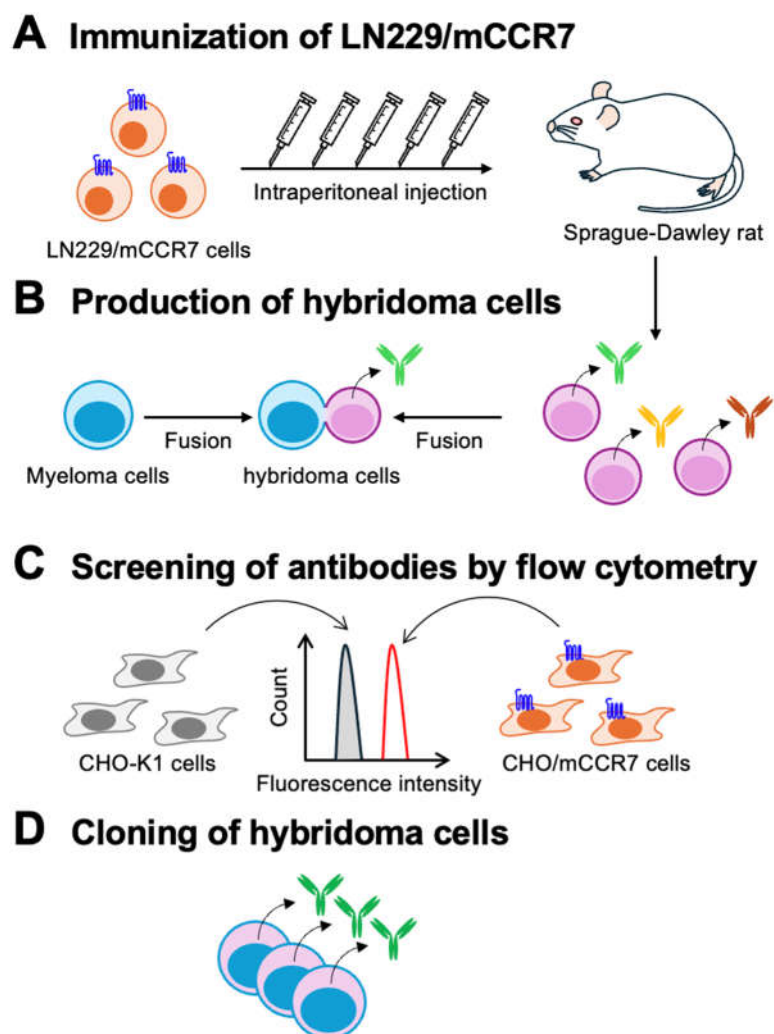 A Immunization of LN229/mCCR7
LN229/mCCR7 cells
Intraperitoneal injection
Sprague-Dawley rat
B Production of hybridoma cells
Myeloma cells
Fusion
hybridoma cells
Fusion
C Screening of antibodies by flow cytometry
CHO-K1 cells
Count
Fluorescence intensity
CHO/mCCR7 cells
D Cloning of hybridoma cells